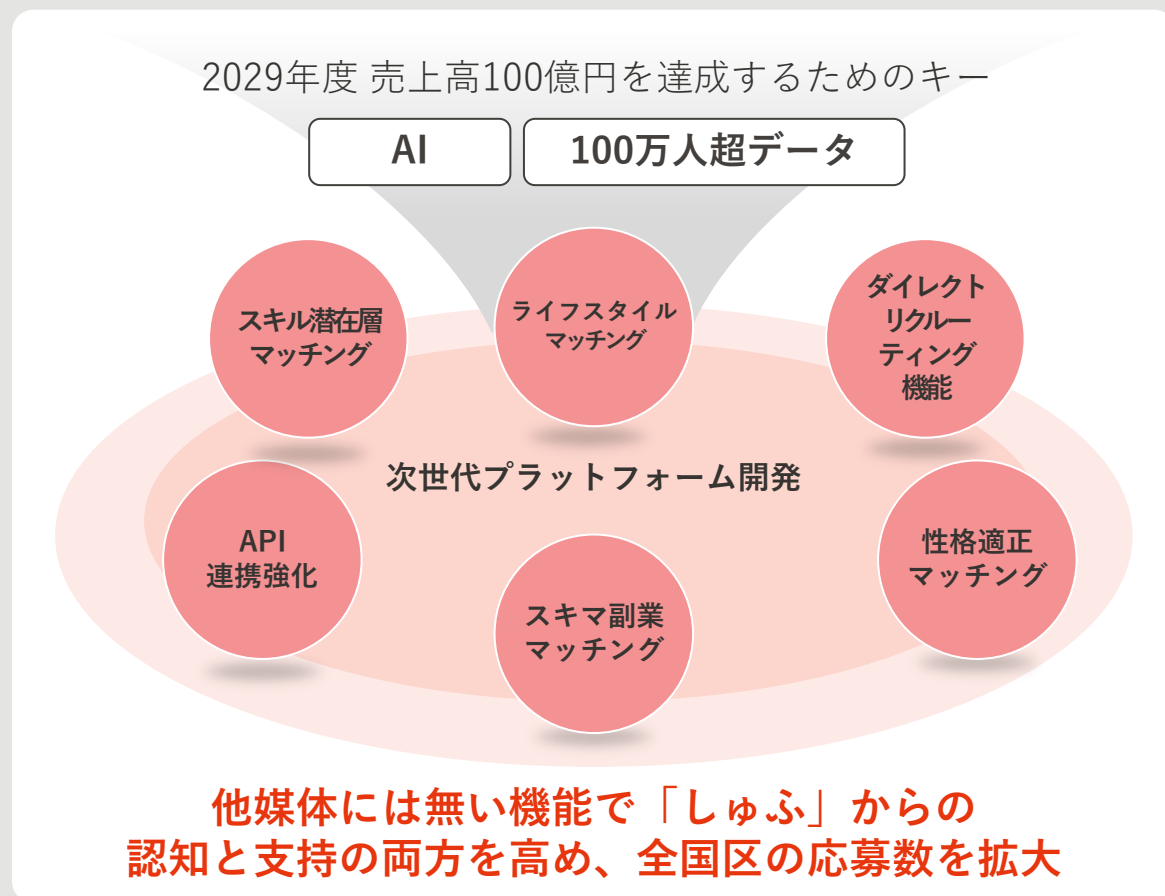 2029年度 売上高100億円を達成するためのキー
AI
100万人超データ
スキル潜在層
マッチング
ライフスタイル
マッチング
ダイレクト
リクルー
ティング
機能
次世代プラットフォーム開発
API
連携強化
スキマ副業
マッチング
性格適正
マッチング
他媒体には無い機能で「しゅふ」からの
認知と支持の両方を高め、全国区の応募数を拡大